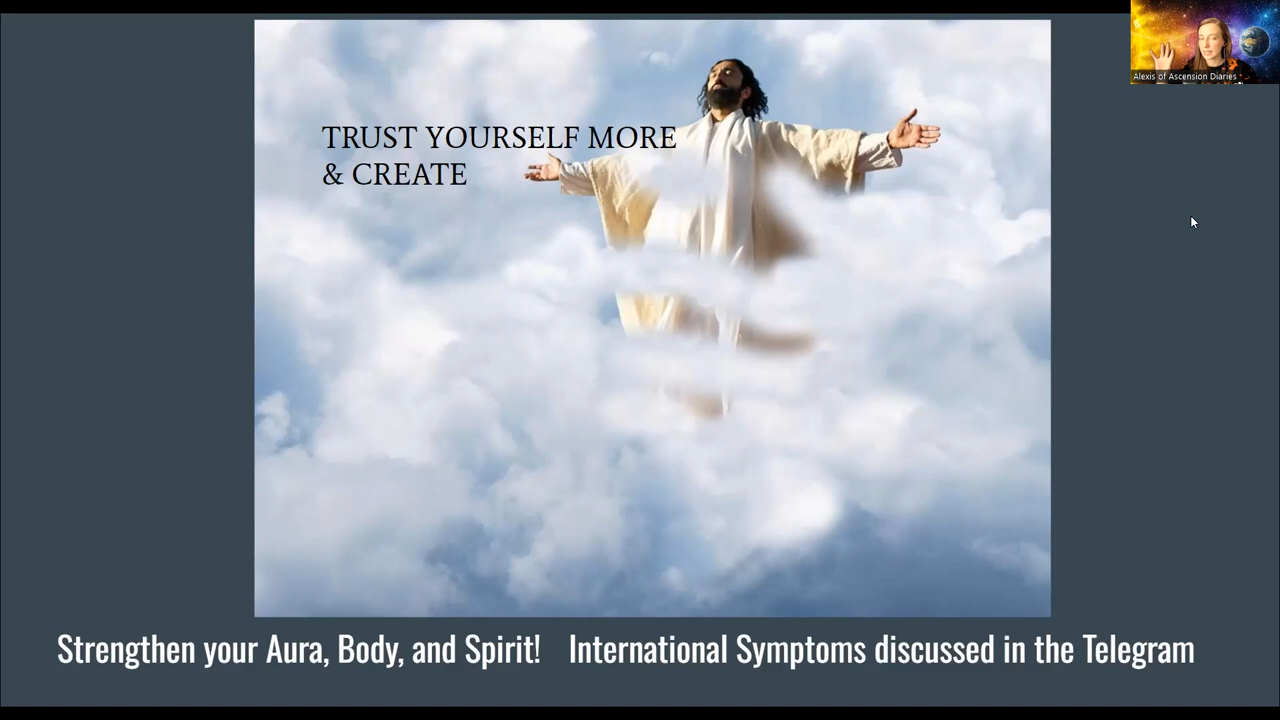 Alexis of Ascension Diaries
TRUST YOURSELF MORE
& CREATE
Strengthen your Aura, Body, and Spirit! International Symptoms discussed in the Telegram